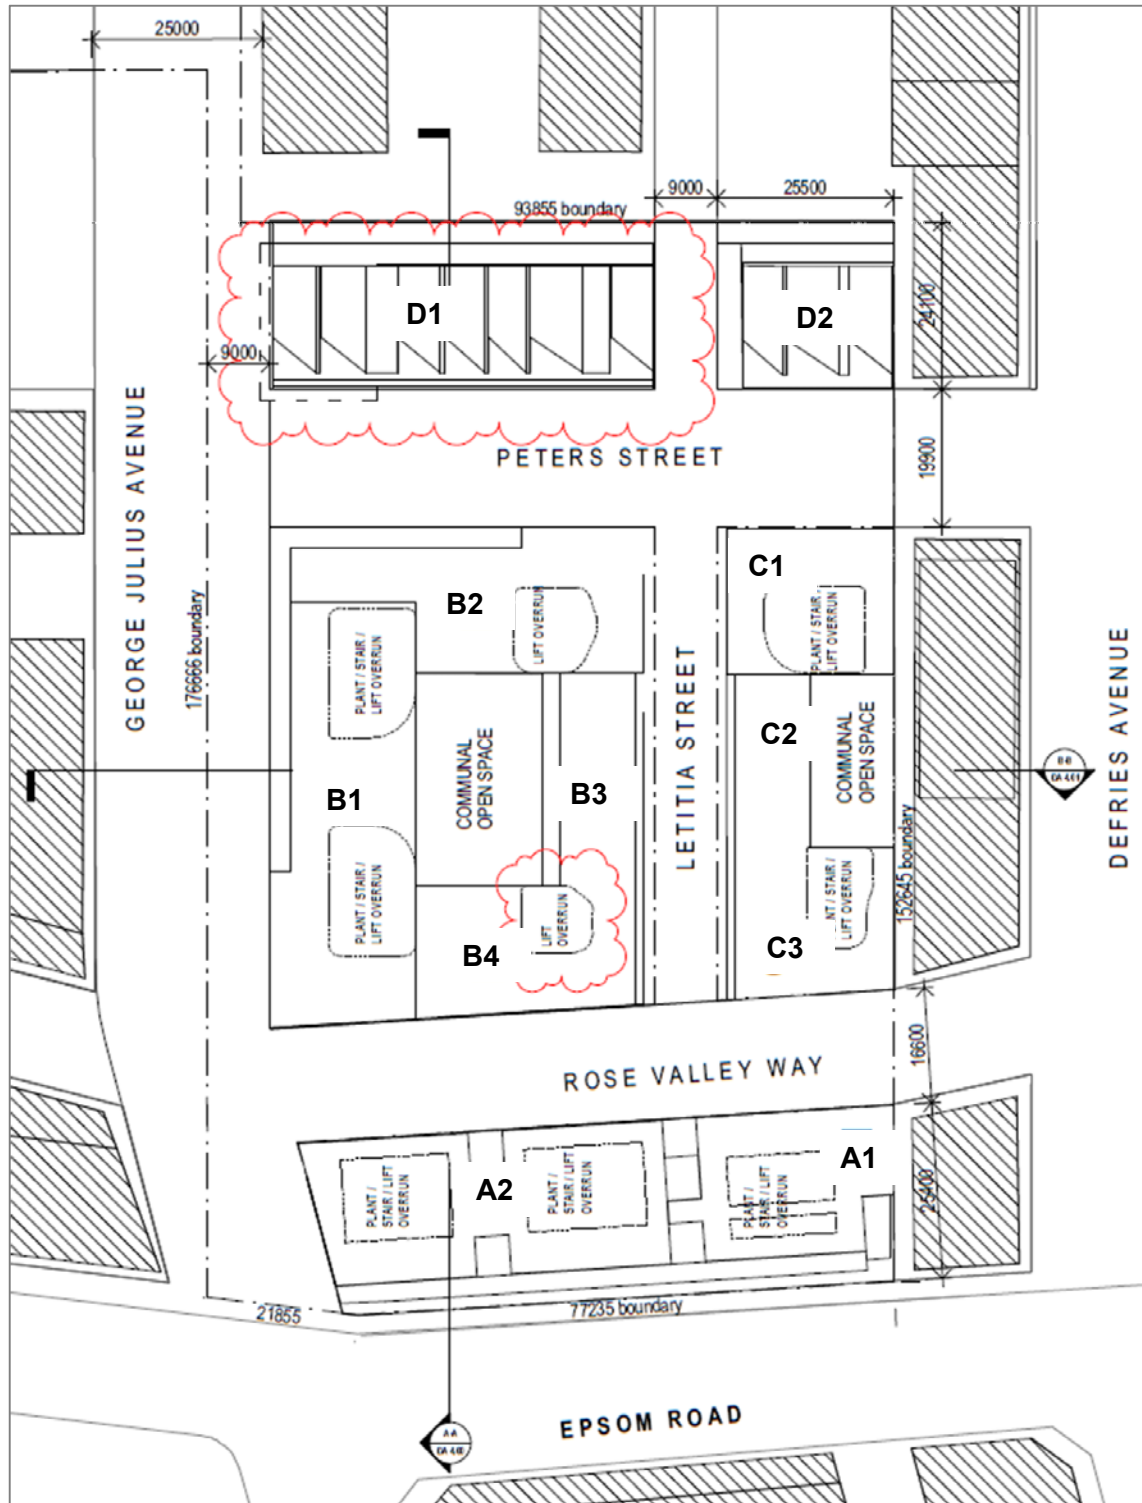 25000
9000
25500
93855 boundary
D1
D2
24100
9000
PETERS STREET
19900
GEORGE JULIUS AVENUE
176666 boundary
B2
LIFT OVERRUN
C1
PLANT / STAIR /
LIFT OVERRUN
PLANT / STAIR /
LIFT OVERRUN
LETITIA STREET
C2
COMMUNAL
OPEN SPACE
COMMUNAL
OPEN SPACE
B1
B3
B-B
DEFRIES AVENUE
152645 boundary
PLANT / STAIR /
LIFT OVERRUN
LIFT
OVERRUN
B4
NT / STAIR /
LIFT OVERRUN
C3
16600
ROSE VALLEY WAY
A1
A2
PLANT /
STAIR / LIFT
OVERRUN
PLANT /
STAIR / LIFT
OVERRUN
PLANT /
STAIR / LIFT
OVERRUN
25400
21855
77235 boundary
EPSOM ROAD
A-A